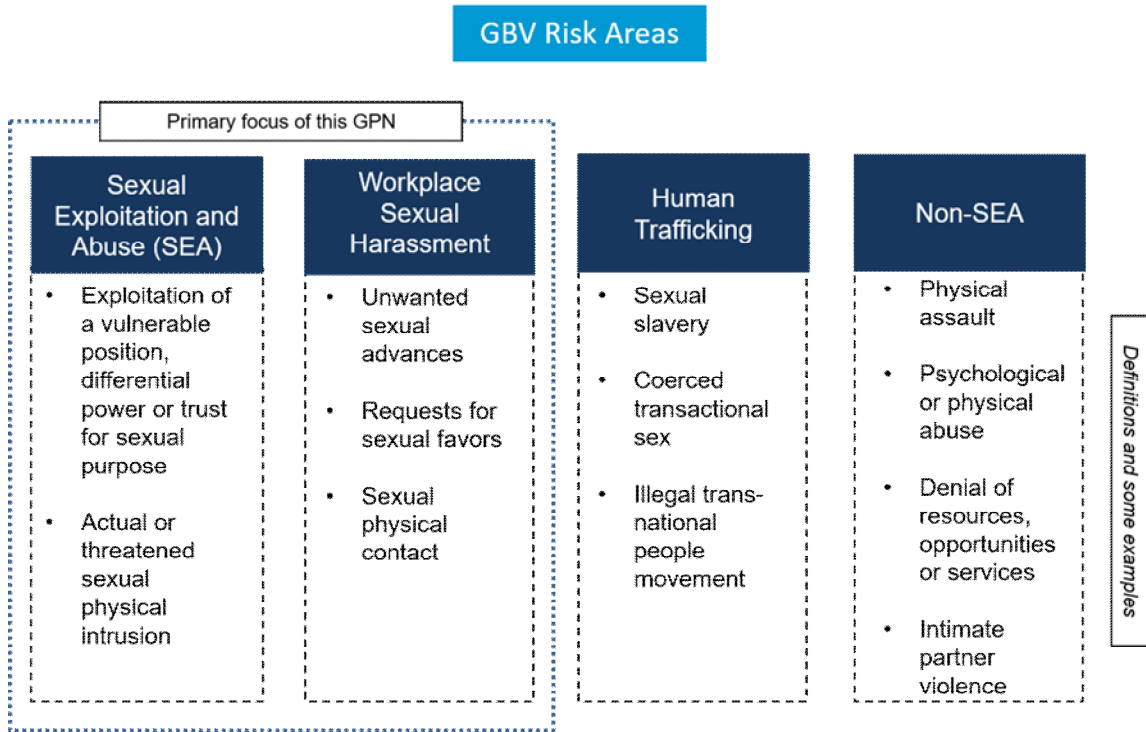 GBV Risk Areas
Primary focus of this GPN
Sexual
Exploitation and
Abuse (SEA)
• Exploitation of
a vulnerable
position,
differential
power or trust
for sexual
purpose
• Actual or
threatened
sexual
physical
intrusion
Workplace
Sexual
Harassment
• Unwanted
sexual
advances
• Requests for
sexual favors
• Sexual
physical
contact
Human
Trafficking
• Sexual
slavery
• Coerced
transactional
sex
• Illegal trans-
national
people
movement
Non-SEA
• Physical
assault
• Psychological
or physical
abuse
• Denial of
resources,
opportunities
or services
• Intimate
partner
violence
Definitions and some examples